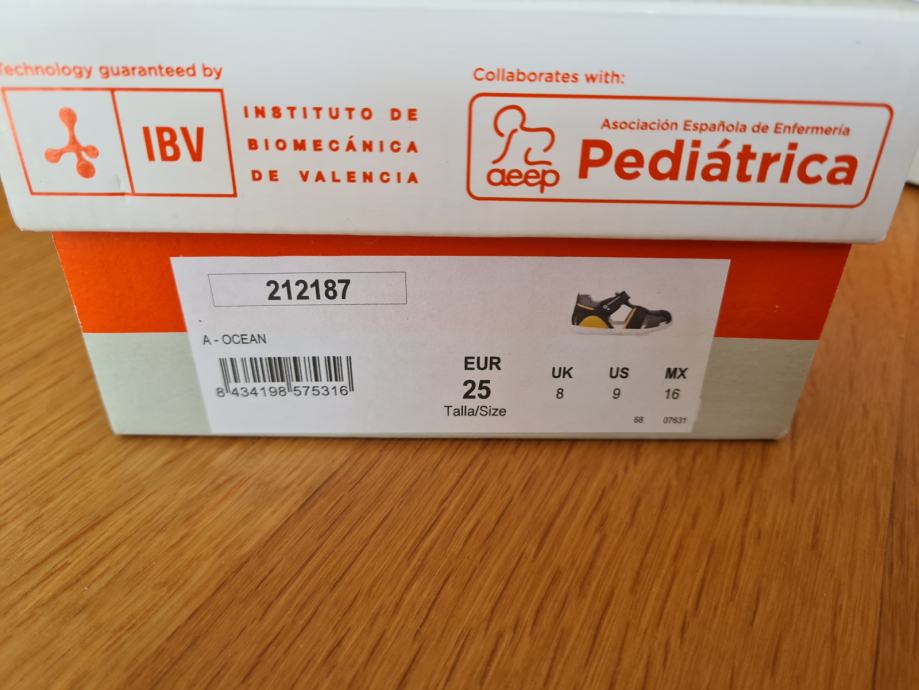 Technology guaranteed by
IBV
INSTITUTO DE
BIOMECÁNICA
DE VALENCIA
Collaborates with:
aeep
Asociación Española de Enfermería
Pediátrica
212187
A - OCEAN
8 434198 575316
EUR
25
Talla/Size
UK
8
US
9
MX
16
68 07631